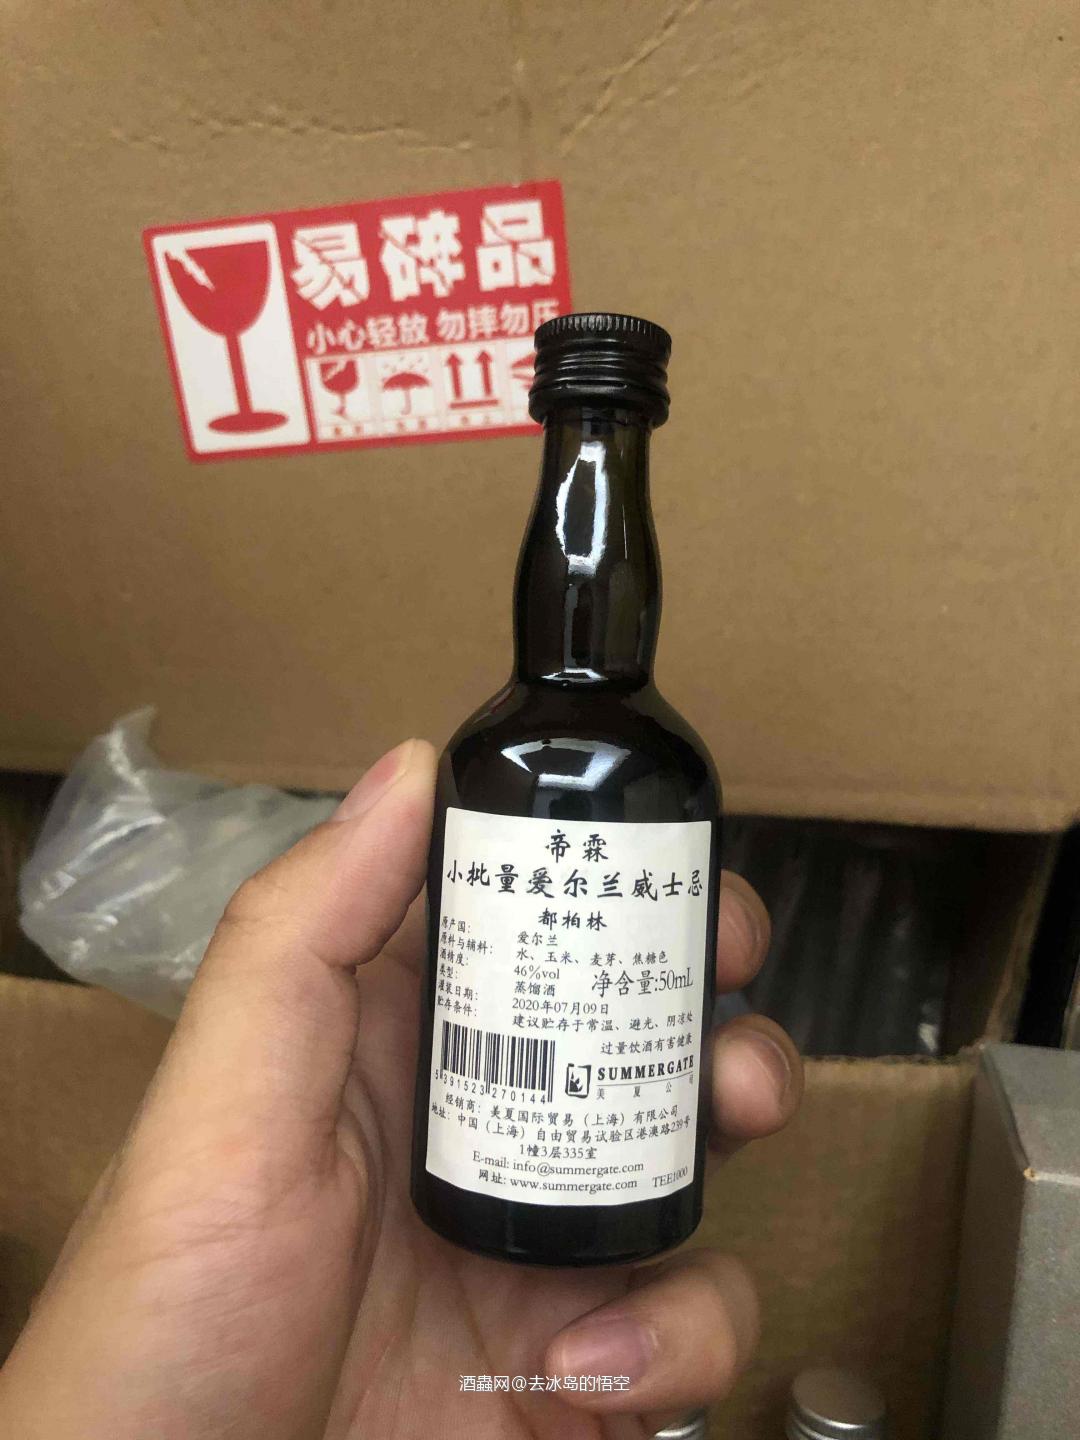 易碎品
小心轻放 勿摔勿压
帝霖
小批量爱尔兰威士忌
都柏林
原产国: 爱尔兰
原料与辅料: 水、玉米、麦芽、焦糖色
酒精度: 46%vol
净含量:50mL
类型: 蒸馏酒
灌装日期: 2020年07月09日
贮存条件: 建议贮存于常温、避光、阴凉处
过量饮酒有害健康
SUMMERGATE
美夏公司
5 391523 270144
经销商: 美夏国际贸易（上海）有限公司
地址: 中国（上海）自由贸易试验区港澳路239号
1幢3层335室
E-mail: info@summergate.com
网址: www.summergate.com TEE1000
酒蟲网@去冰岛的悟空